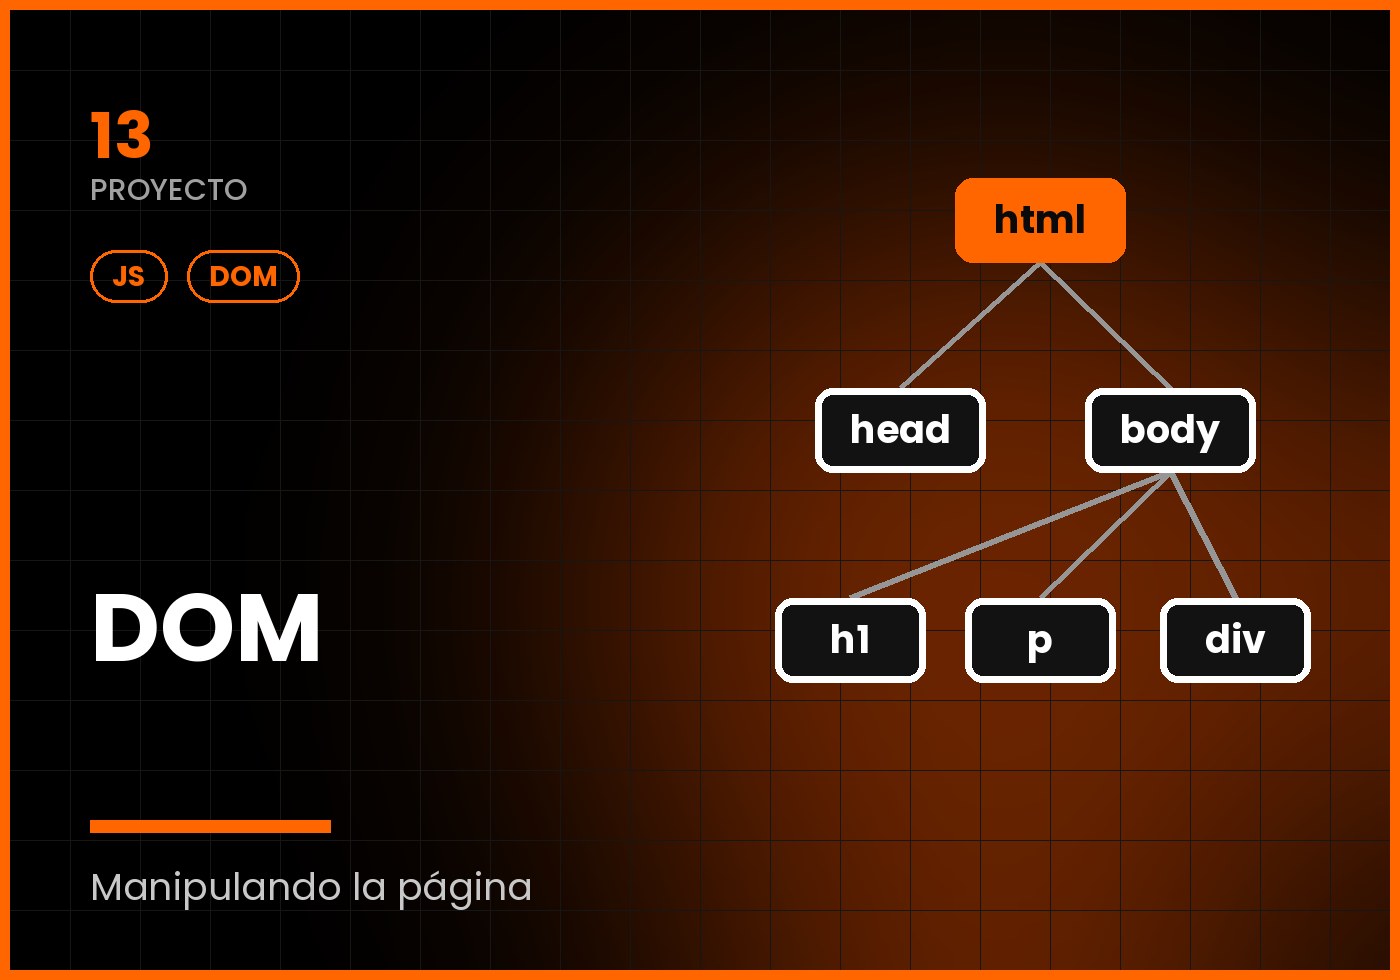 13
PROYECTO
JS DOM
DOM
Manipulando la página
html
head body
h1 p div